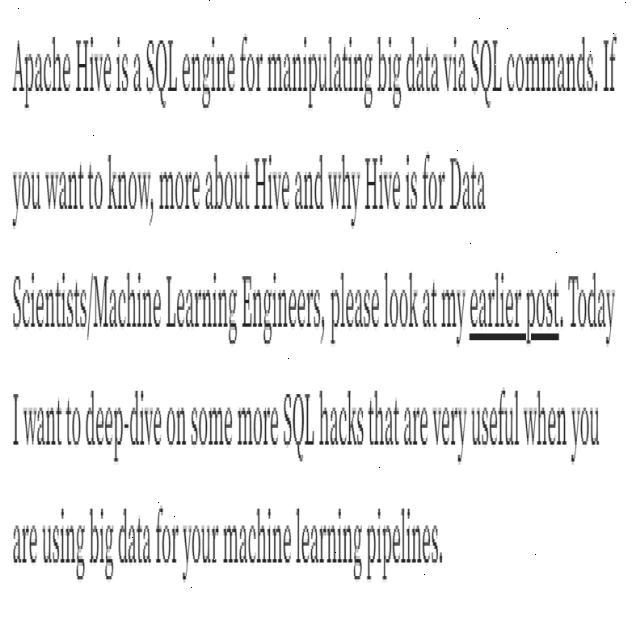 Apache Hive is a SQL engine for manipulating big data via SQL commands. If
you want to know, more about Hive and why Hive is for Data
Scientists/Machine Learning Engineers, please look at my earlier post. Today
I want to deep-dive on some more SQL hacks that are very useful when you
are using big data for your machine learning pipelines.